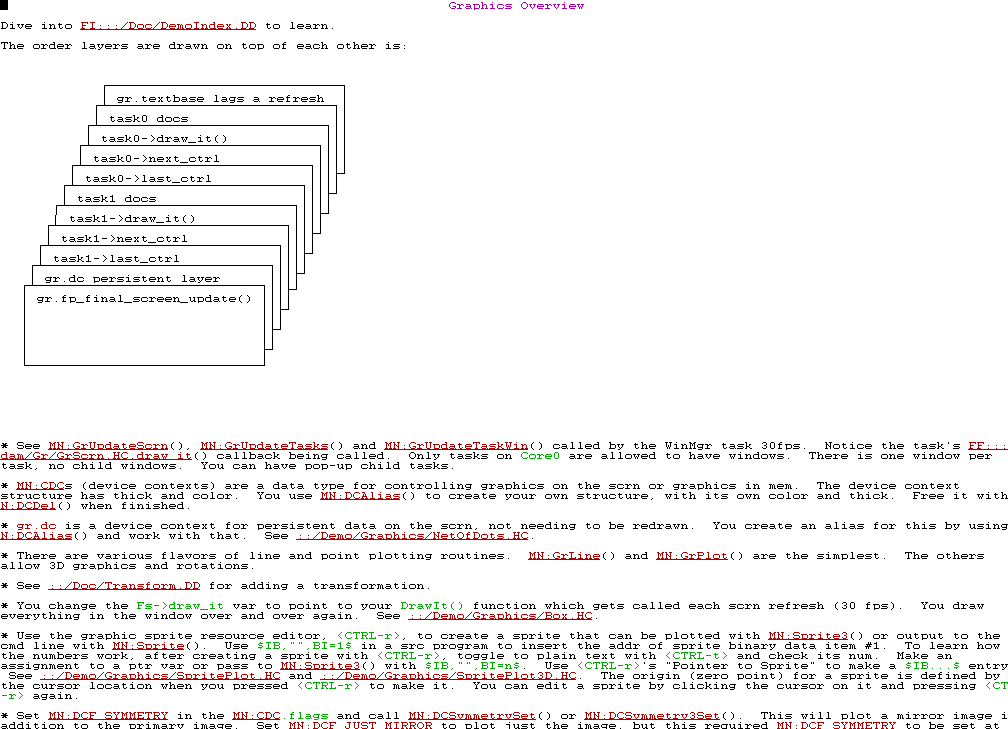 Graphics Overview
Dive into FI:::/Doc/DemoIndex.DD to learn.
The order layers are drawn on top of each other is:
gr.textbase lags a refresh
task0 docs
task0->draw_it()
task0->next_ctrl
task0->last_ctrl
task1 docs
task1->draw_it()
task1->next_ctrl
task1->last_ctrl
gr.dc persistent layer
gr.fp_final_screen_update()
* See MN:GrUpdateScrn(), MN:GrUpdateTasks() and MN:GrUpdateTaskWin() called by the WinMgr task 30fps.  Notice the task's FF:::
dam/Gr/GrScrn.HC,draw_it() callback being called.  Only tasks on Core0 are allowed to have windows.  There is one window per
task, no child windows.  You can have pop-up child tasks.
* MN:CDCs (device contexts) are a data type for controlling graphics on the scrn or graphics in mem.  The device context
structure has thick and color.  You use MN:DCAlias() to create your own structure, with its own color and thick.  Free it with
N:DCDel() when finished.
* gr.dc is a device context for persistent data on the scrn, not needing to be redrawn.  You create an alias for this by using
N:DCAlias() and work with that.  See ::/Demo/Graphics/NetOfDots.HC.
* There are various flavors of line and point plotting routines.  MN:GrLine() and MN:GrPlot() are the simplest.  The others
allow 3D graphics and rotations.
* See ::/Doc/Transform.DD for adding a transformation.
* You change the Fs->draw_it var to point to your DrawIt() function which gets called each scrn refresh (30 fps).  You draw
everything in the window over and over again.  See ::/Demo/Graphics/Box.HC.
* Use the graphic sprite resource editor, <CTRL-r>, to create a sprite that can be plotted with MN:Sprite3() or output to the
cmd line with MN:Sprite().  Use $IB,"",BI=1$ in a src program to insert the addr of sprite binary data item #1.  To learn how
the numbers work, after creating a sprite with <CTRL-r>, toggle to plain text with <CTRL-t> and check its num.  Make an
assignment to a ptr var or pass to MN:Sprite3() with $IB,"",BI=n$.  Use <CTRL-r>'s "Pointer to Sprite" to make a $IB...$ entry
See ::/Demo/Graphics/SpritePlot.HC and ::/Demo/Graphics/SpritePlot3D.HC.  The origin (zero point) for a sprite is defined by
the cursor location when you pressed <CTRL-r> to make it.  You can edit a sprite by clicking the cursor on it and pressing <CT
-r> again.
* Set MN:DCF_SYMMETRY in the MN:CDC.flags and call MN:DCSymmetrySet() or MN:DCSymmetry3Set().  This will plot a mirror image i
addition to the primary image.  Set MN:DCF_JUST_MIRROR to plot just the image, but this required MN:DCF_SYMMETRY to be set at